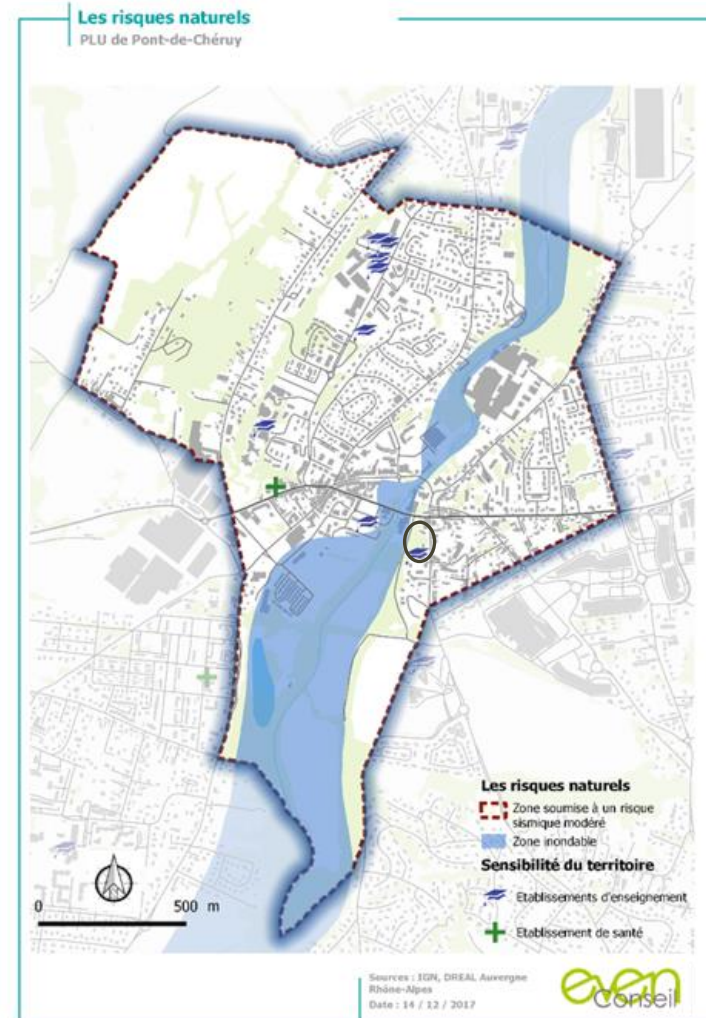 Les risques naturels
PLU de Pont-de-Chéruy
Les risques naturels
Zone soumise à un risque
sismique modéré
Zone inondable
Sensibilité du territoire
Etablissements d'enseignement
Etablissement de santé
0 500 m
Sources : IGN, DREAL Auvergne
Rhône-Alpes
Date : 14 / 12 / 2017
even
Conseil